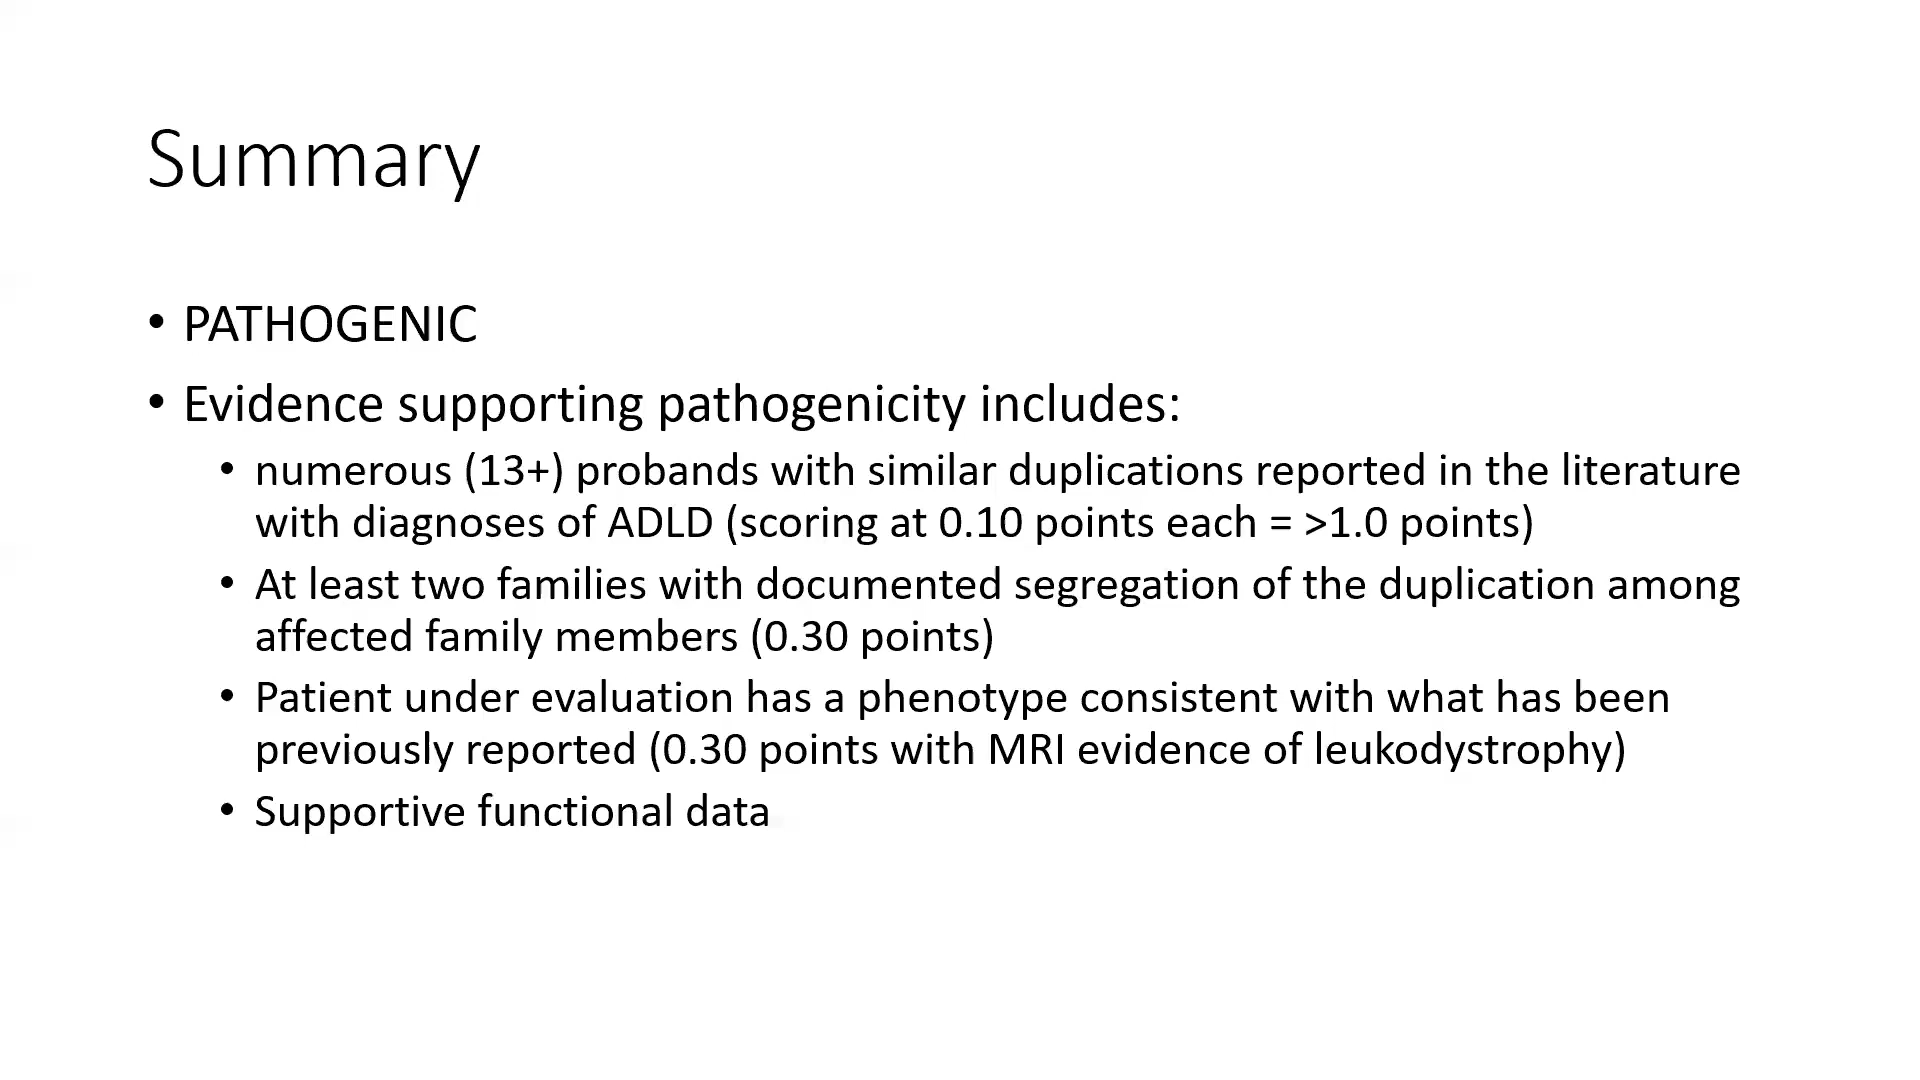 Summary
• PATHOGENIC
• Evidence supporting pathogenicity includes:
• numerous (13+) probands with similar duplications reported in the literature
with diagnoses of ADLD (scoring at 0.10 points each = >1.0 points)
• At least two families with documented segregation of the duplication among
affected family members (0.30 points)
• Patient under evaluation has a phenotype consistent with what has been
previously reported (0.30 points with MRI evidence of leukodystrophy)
• Supportive functional data